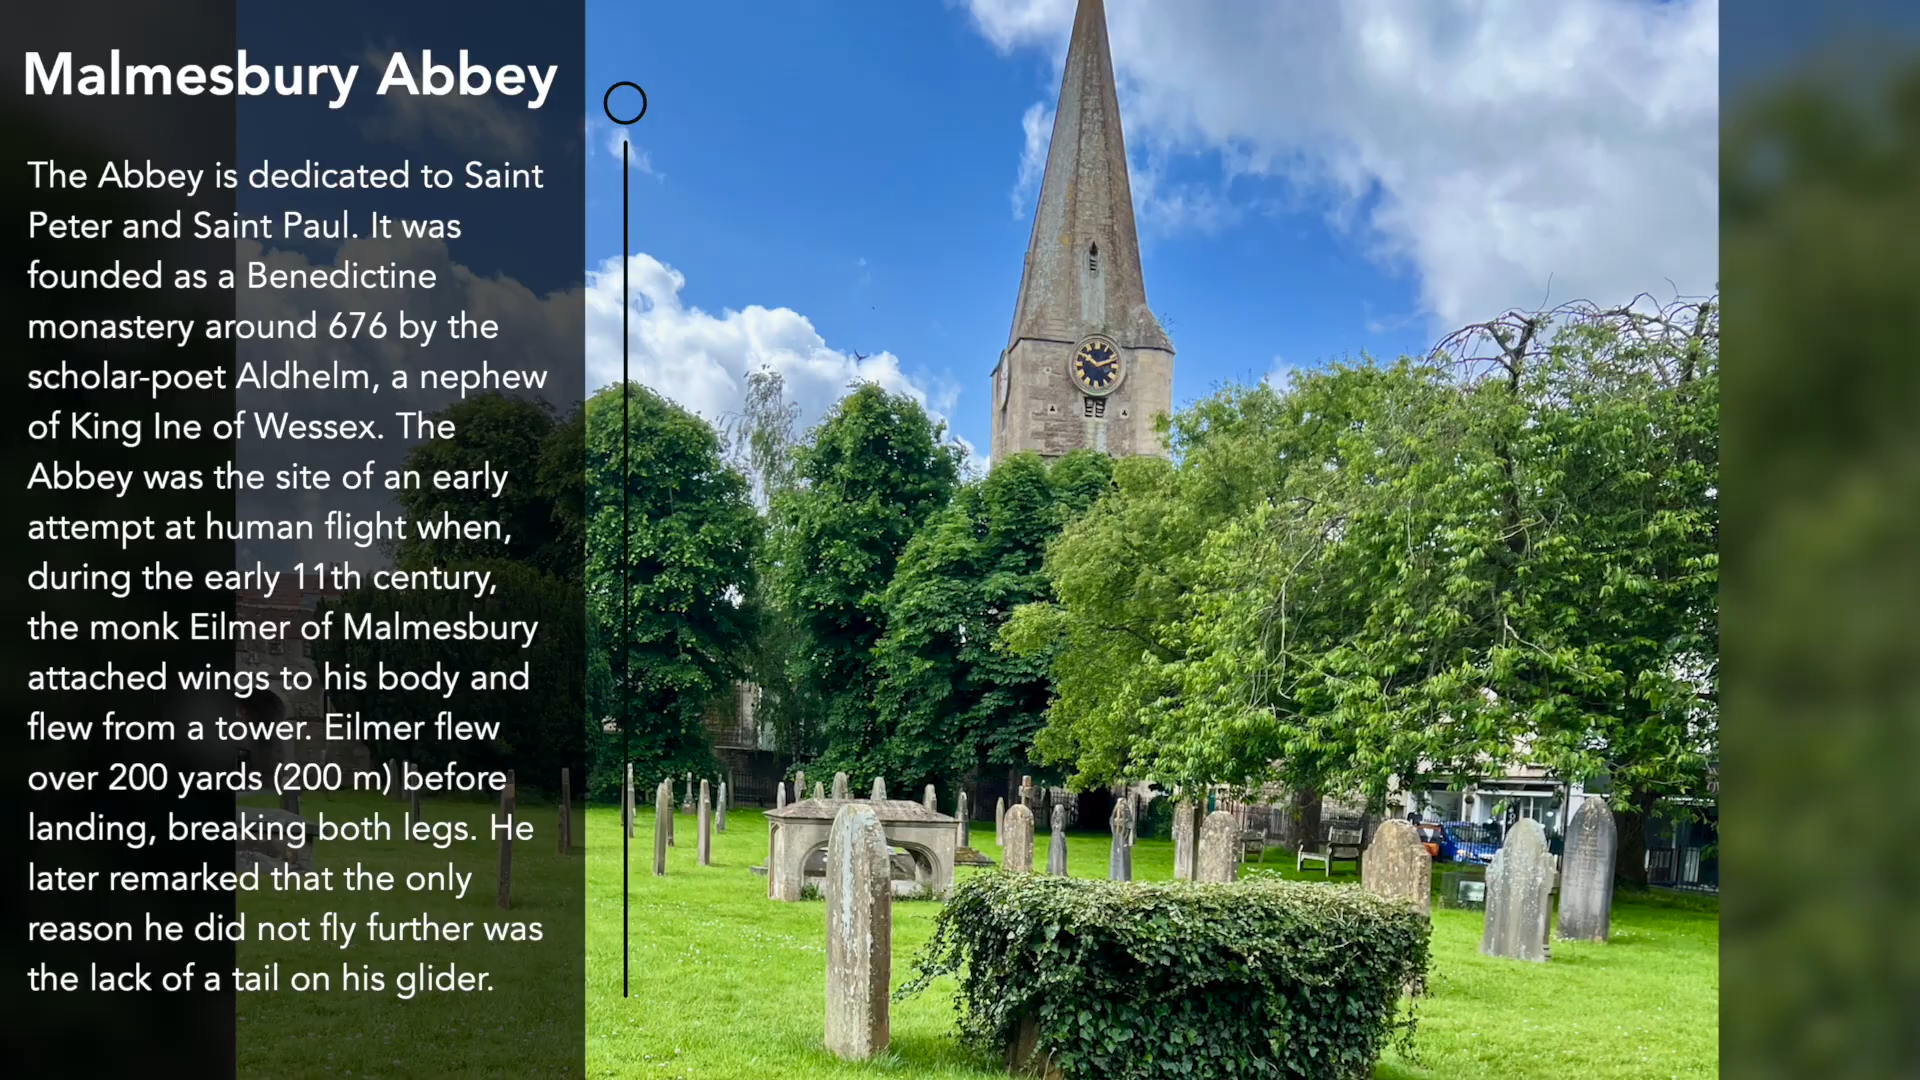 Malmesbury Abbey
The Abbey is dedicated to Saint
Peter and Saint Paul. It was
founded as a Benedictine
monastery around 676 by the
scholar-poet Aldhelm, a nephew
of King Ine of Wessex. The
Abbey was the site of an early
attempt at human flight when,
during the early 11th century,
the monk Eilmer of Malmesbury
attached wings to his body and
flew from a tower. Eilmer flew
over 200 yards (200 m) before
landing, breaking both legs. He
later remarked that the only
reason he did not fly further was
the lack of a tail on his glider.